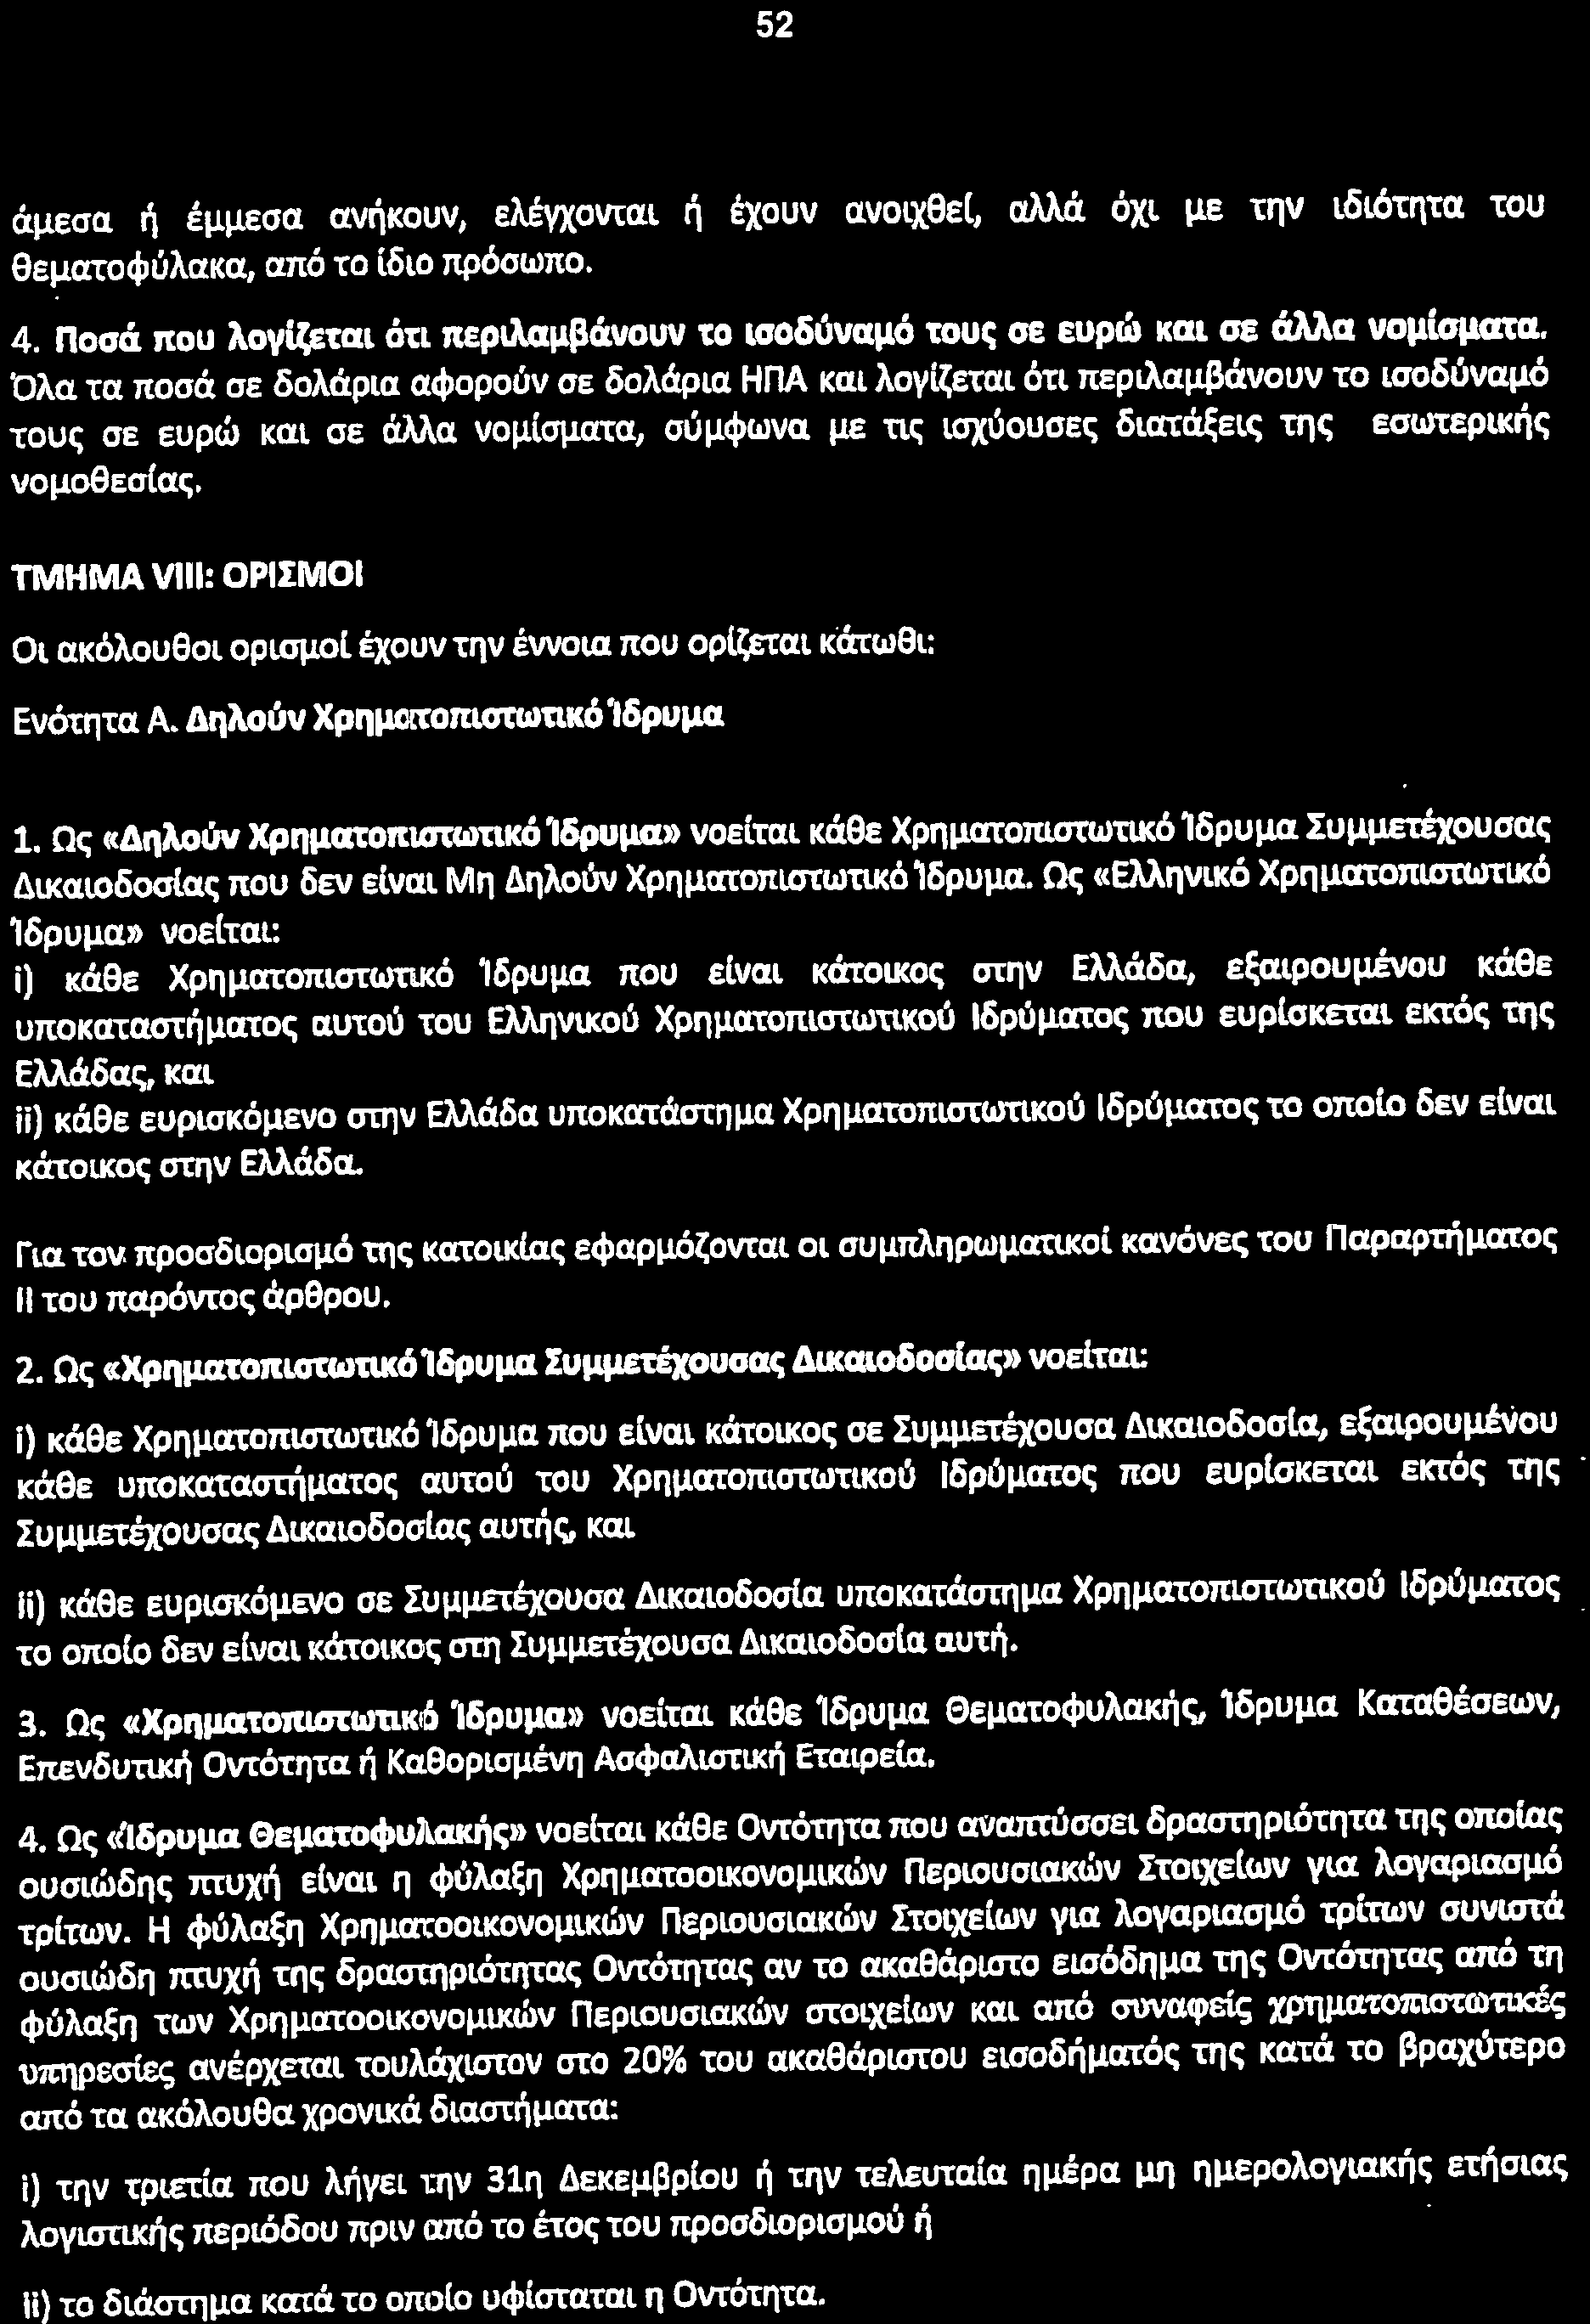 52
άμεσα ή έμμεσα ανήκουν, ελέγχονται ή έχουν ανοιχθεί, αλλά όχι με την ιδιότητα του
θεματοφύλακα, από το ίδιο πρόσωπο.
4. Ποσά που λογίζεται ότι περιλαμβάνουν το ισοδύναμό τους σε ευρώ και σε άλλα νομίσματα.
Όλα τα ποσά σε δολάρια αφορούν σε δολάρια ΗΠΑ και λογίζεται ότι περιλαμβάνουν το ισοδύναμό
τους σε ευρώ και σε άλλα νομίσματα, σύμφωνα με τις ισχύουσες διατάξεις της εσωτερικής
νομοθεσίας.
ΤΜΗΜΑ VIII: ΟΡΙΣΜΟΙ
Οι ακόλουθοι ορισμοί έχουν την έννοια που ορίζεται κάτωθι:
Ενότητα Α. Δηλούν Χρηματοπιστωτικό Ίδρυμα
1. Ως «Δηλούν Χρηματοπιστωτικό Ίδρυμα» νοείται κάθε Χρηματοπιστωτικό Ίδρυμα Συμμετέχουσας
Δικαιοδοσίας που δεν είναι Μη Δηλούν Χρηματοπιστωτικό Ίδρυμα. Ως «Ελληνικό Χρηματοπιστωτικό
Ίδρυμα» νοείται:
i) κάθε Χρηματοπιστωτικό Ίδρυμα που είναι κάτοικος στην Ελλάδα, εξαιρουμένου κάθε
υποκαταστήματος αυτού του Ελληνικού Χρηματοπιστωτικού Ιδρύματος που ευρίσκεται εκτός της
Ελλάδας, και
ii) κάθε ευρισκόμενο στην Ελλάδα υποκατάστημα Χρηματοπιστωτικού Ιδρύματος το οποίο δεν είναι
κάτοικος στην Ελλάδα.
Για τον προσδιορισμό της κατοικίας εφαρμόζονται οι συμπληρωματικοί κανόνες του Παραρτήματος
ΙΙ του παρόντος άρθρου.
2. Ως «Χρηματοπιστωτικό Ίδρυμα Συμμετέχουσας Δικαιοδοσίας» νοείται:
i) κάθε Χρηματοπιστωτικό Ίδρυμα που είναι κάτοικος σε Συμμετέχουσα Δικαιοδοσία, εξαιρουμένου
κάθε υποκαταστήματος αυτού του Χρηματοπιστωτικού Ιδρύματος που ευρίσκεται εκτός της
Συμμετέχουσας Δικαιοδοσίας αυτής, και
ii) κάθε ευρισκόμενο σε Συμμετέχουσα Δικαιοδοσία υποκατάστημα Χρηματοπιστωτικού Ιδρύματος
το οποίο δεν είναι κάτοικος στη Συμμετέχουσα Δικαιοδοσία αυτή.
3. Ως «Χρηματοπιστωτικό Ίδρυμα» νοείται κάθε Ίδρυμα Θεματοφυλακής, Ίδρυμα Καταθέσεων,
Επενδυτική Οντότητα ή Καθορισμένη Ασφαλιστική Εταιρεία.
4. Ως «Ίδρυμα Θεματοφυλακής» νοείται κάθε Οντότητα που αναπτύσσει δραστηριότητα της οποίας
ουσιώδης πτυχή είναι η φύλαξη Χρηματοοικονομικών Περιουσιακών Στοιχείων για λογαριασμό
τρίτων. Η φύλαξη Χρηματοοικονομικών Περιουσιακών Στοιχείων για λογαριασμό τρίτων συνιστά
ουσιώδη πτυχή της δραστηριότητας Οντότητας αν το ακαθάριστο εισόδημα της Οντότητας από τη
φύλαξη των Χρηματοοικονομικών Περιουσιακών στοιχείων και από συναφείς χρηματοπιστωτικές
υπηρεσίες ανέρχεται τουλάχιστον στο 20% του ακαθάριστου εισοδήματός της κατά το βραχύτερο
από τα ακόλουθα χρονικά διαστήματα:
i) την τριετία που λήγει την 31η Δεκεμβρίου ή την τελευταία ημέρα μη ημερολογιακής ετήσιας
λογιστικής περιόδου πριν από το έτος του προσδιορισμού ή
ii) το διάστημα κατά το οποίο υφίσταται η Οντότητα.